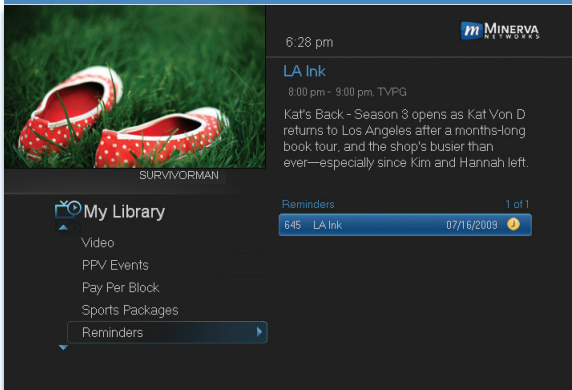 6:28 pm
MINERVA
NETWORKS
LA Ink
8:00 pm - 9:00 pm, TVPG
Kat's Back - Season 3 opens as Kat Von D
returns to Los Angeles after a months-long
book tour, and the shop's busier than
ever—especially since Kim and Hannah left.
SURVIVORMAN
My Library
Video
PPV Events
Pay Per Block
Sports Packages
Reminders
Reminders 1 of 1
645 LA Ink 07/16/2009